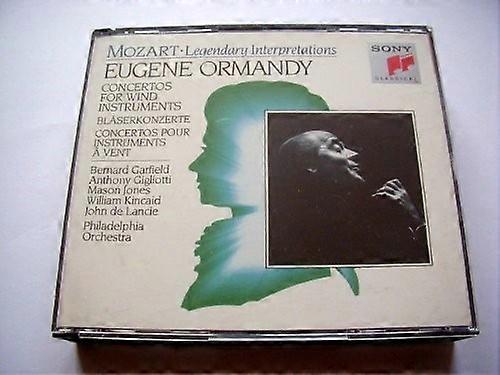 MOZART · Legendary Interpretations
EUGENE ORMANDY
CONCERTOS
FOR WIND
INSTRUMENTS
BLÄSERKONZERTE
CONCERTOS POUR
INSTRUMENTS
À VENT
Bernard Garfield
Anthony Gigliotti
Mason Jones
William Kincaid
John de Lancie
Philadelphia
Orchestra
SONY
CLASSICAL